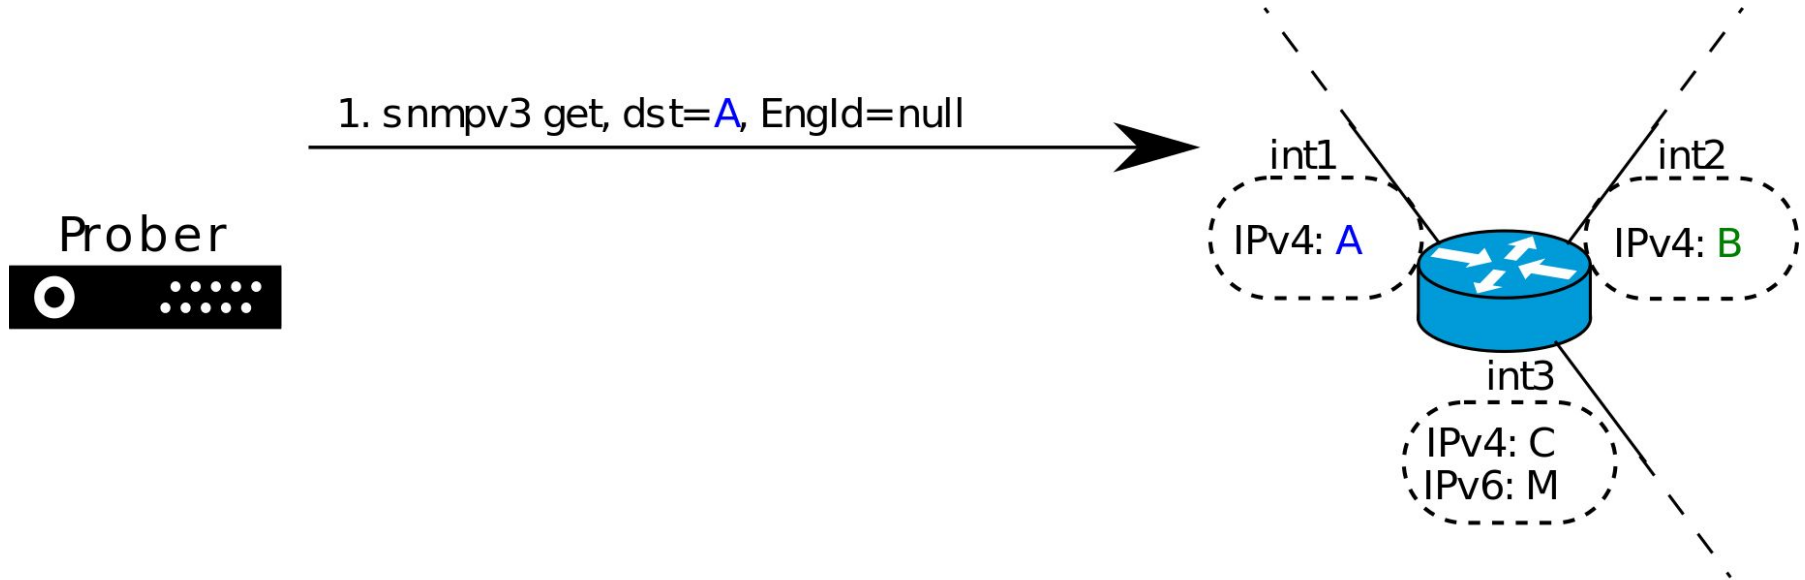 1. snmpv3 get, dst=A, EngId=null
int1
int2
Prober
IPv4: A
IPv4: B
int3
IPv4: C
IPv6: M